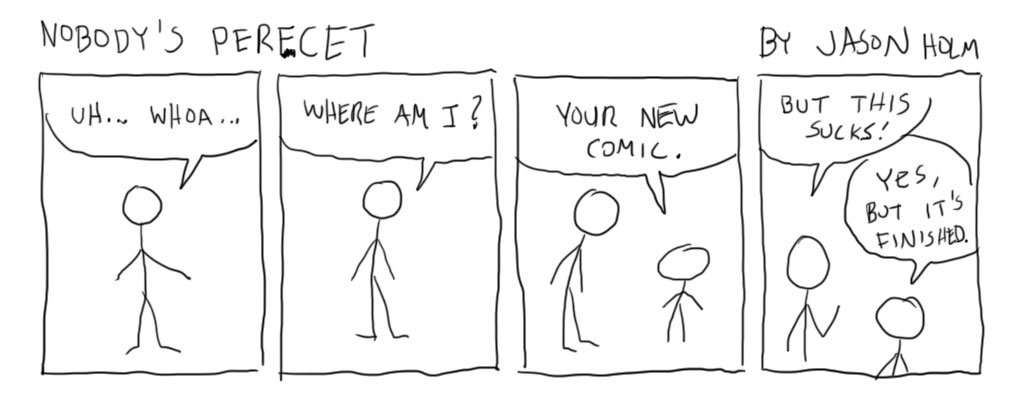 NOBODY'S PERECET
BY JASON HOLM
UH... WHOA...
WHERE AM I?
YOUR NEW
COMIC.
BUT THIS
SUCKS!
YES,
BUT IT'S
FINISHED.